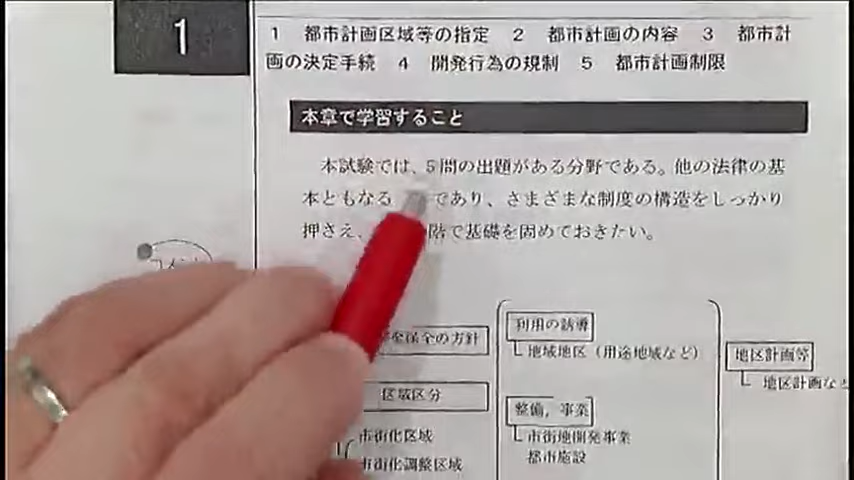 1
1 都市計画区域等の指定 2 都市計画の内容 3 都市計
画の決定手続 4 開発行為の規制 5 都市計画制限
本章で学習すること
本試験では、5問の出題がある分野である。他の法律の基
本ともなる であり、さまざまな制度の構造をしっかり
押さえ、 階で基礎を固めておきたい。
保全の方針
区域区分
市街化区域
市街化調整区域
利用の誘導
地域地区（用途地域など）
整備，事業
市街地開発事業
都市施設
地区計画等
地区計画など